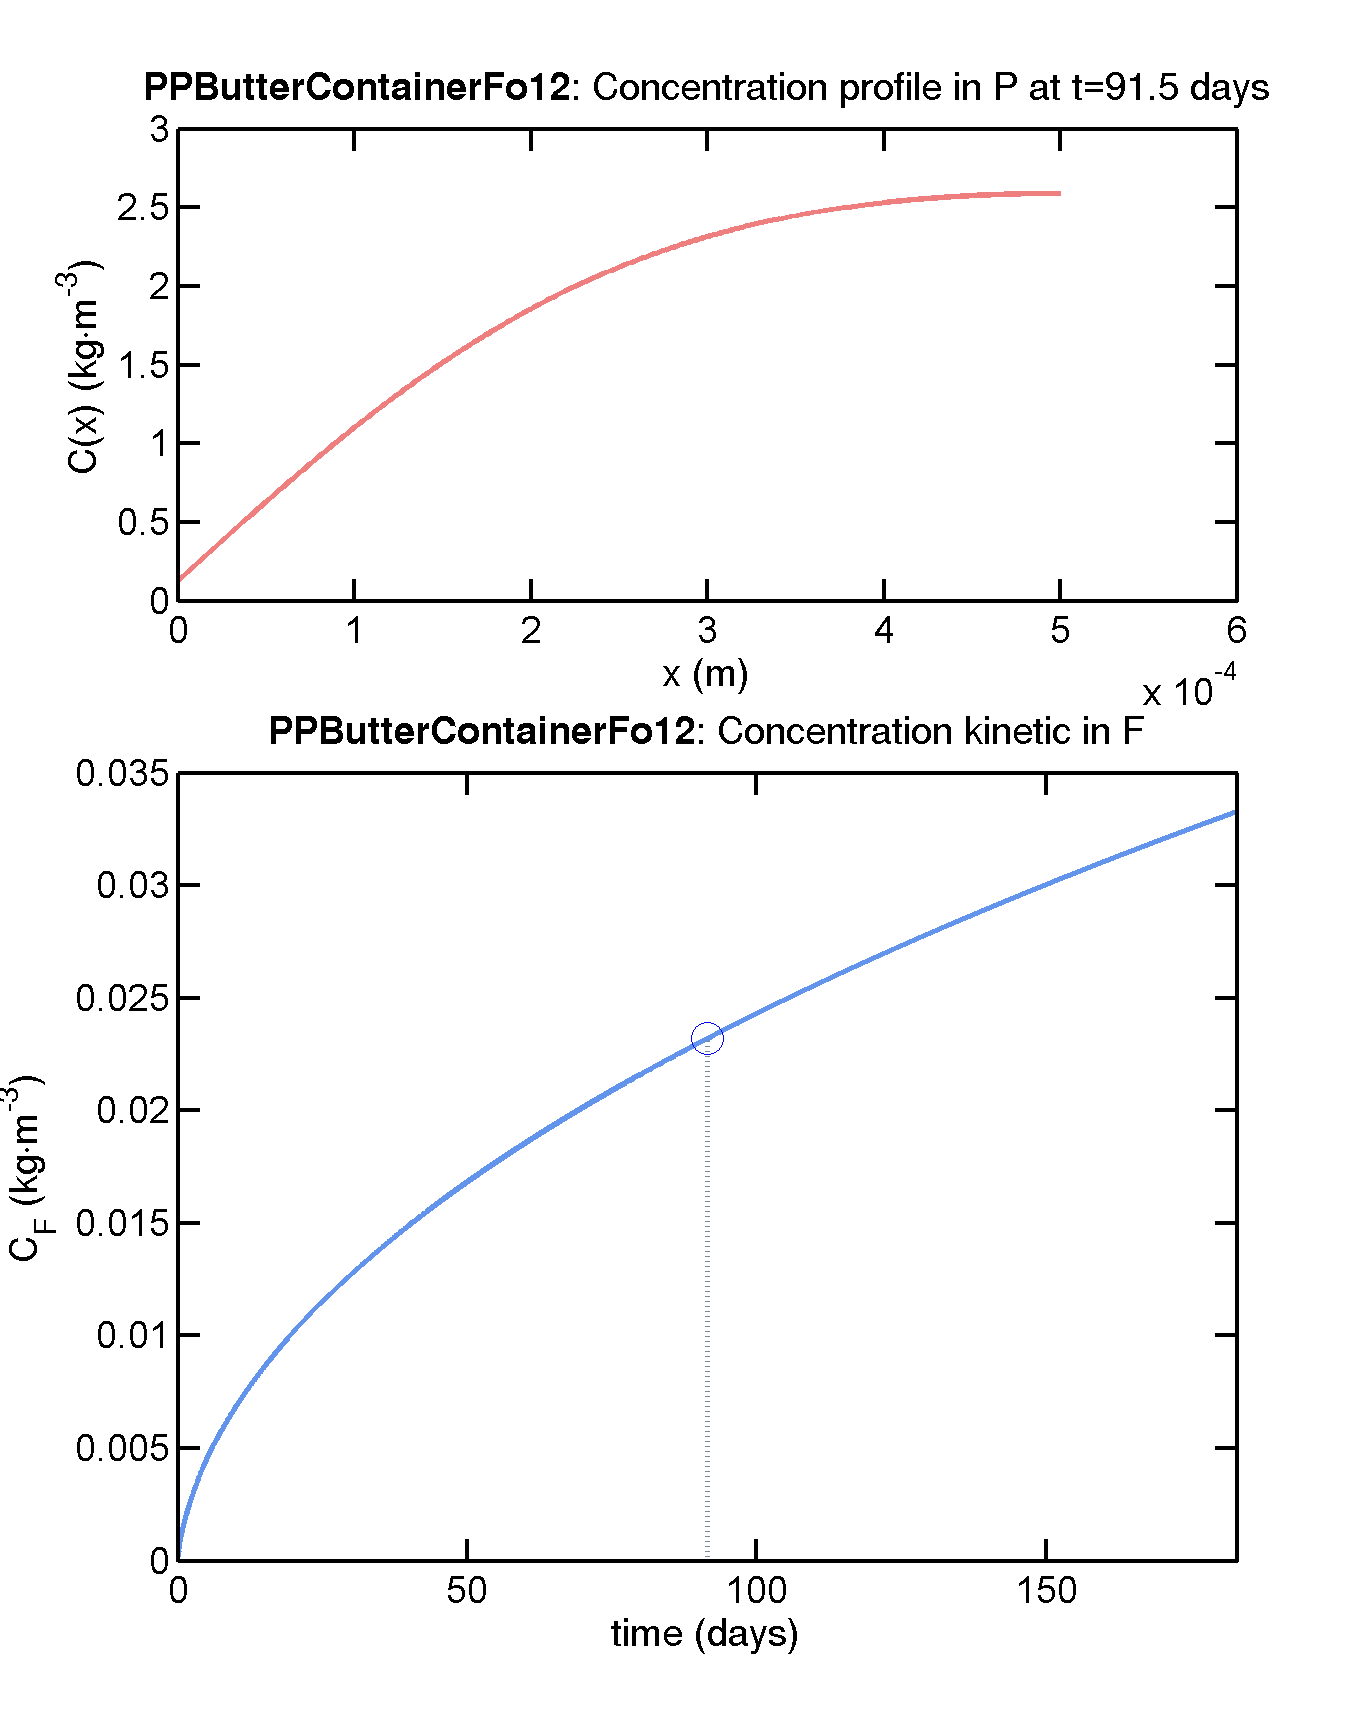 PPButterContainerFo12: Concentration profile in P at t=91.5 days
3
2.5
2
1.5
1
0.5
0
C(x) (kg·m⁻³)
0 1 2 3 4 5 6
x (m)
x 10⁻⁴
PPButterContainerFo12: Concentration kinetic in F
0.035
0.03
0.025
0.02
0.015
0.01
0.005
0
C_F (kg·m⁻³)
0 50 100 150
time (days)